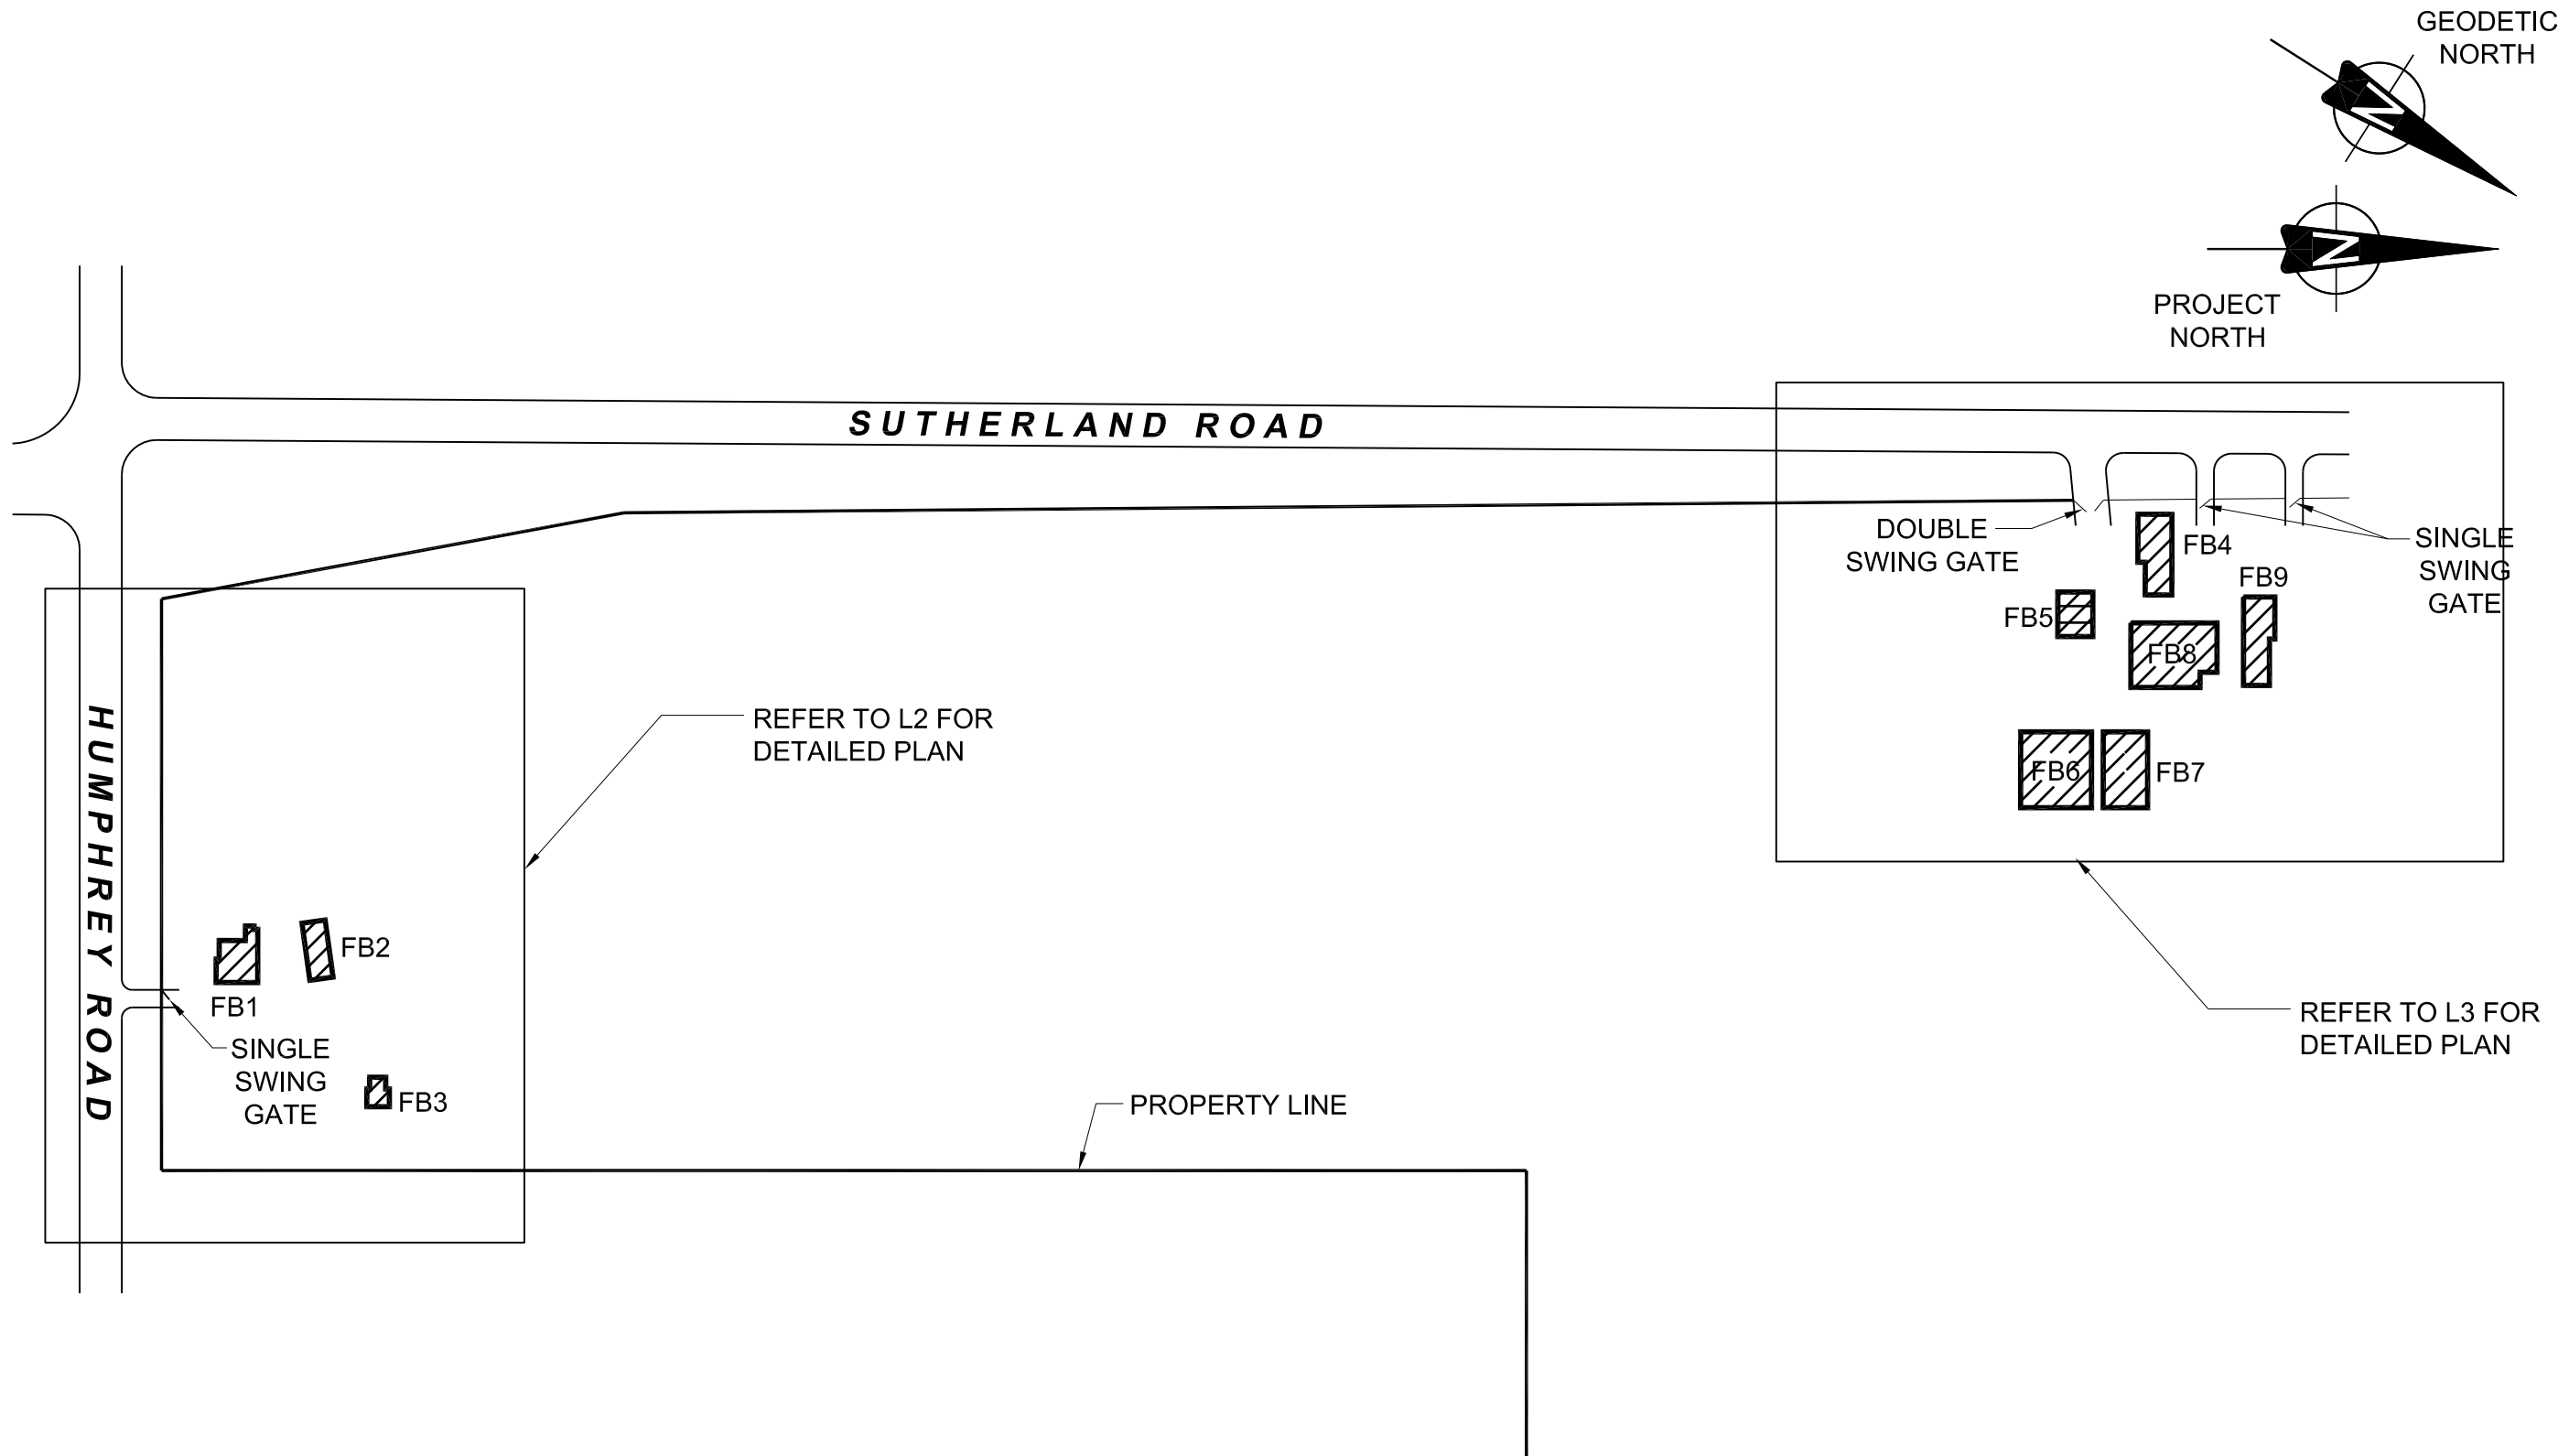 GEODETIC
NORTH
PROJECT
NORTH
SUTHERLAND ROAD
DOUBLE
SWING GATE
FB4
SINGLE
SWING
GATE
FB9
FB5
FB8
FB6
FB7
HUMPHREY ROAD
REFER TO L2 FOR
DETAILED PLAN
FB2
FB1
SINGLE
SWING
GATE
FB3
PROPERTY LINE
REFER TO L3 FOR
DETAILED PLAN
N
N